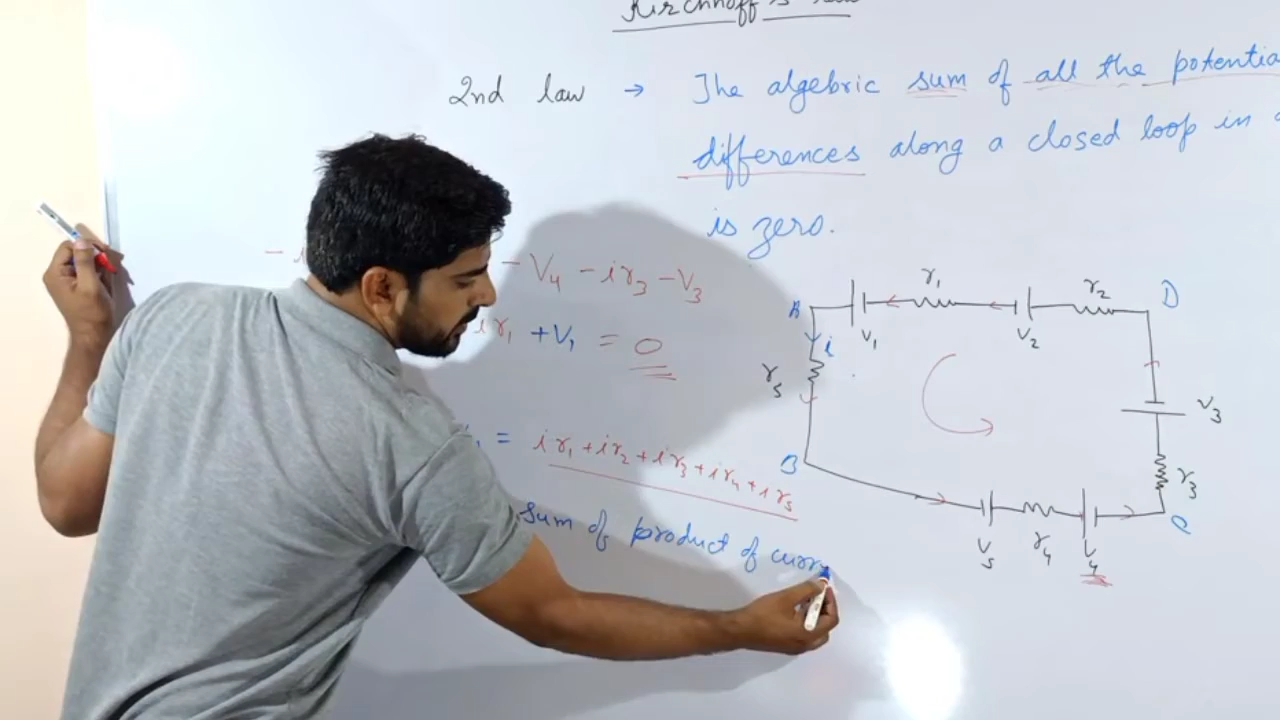 Kirchhoff's law
2nd law → The algebric sum of all the potentia
differences along a closed loop in a
is zero.
- V4 - ir3 - V3
ir1 + V1 = 0
= ir1 + ir2 + ir3 + ir4 + ir5
sum of product of curr
A
r1
r2
D
V1
V2
i
r5
V3
B
r3
C
V5
r4
V4